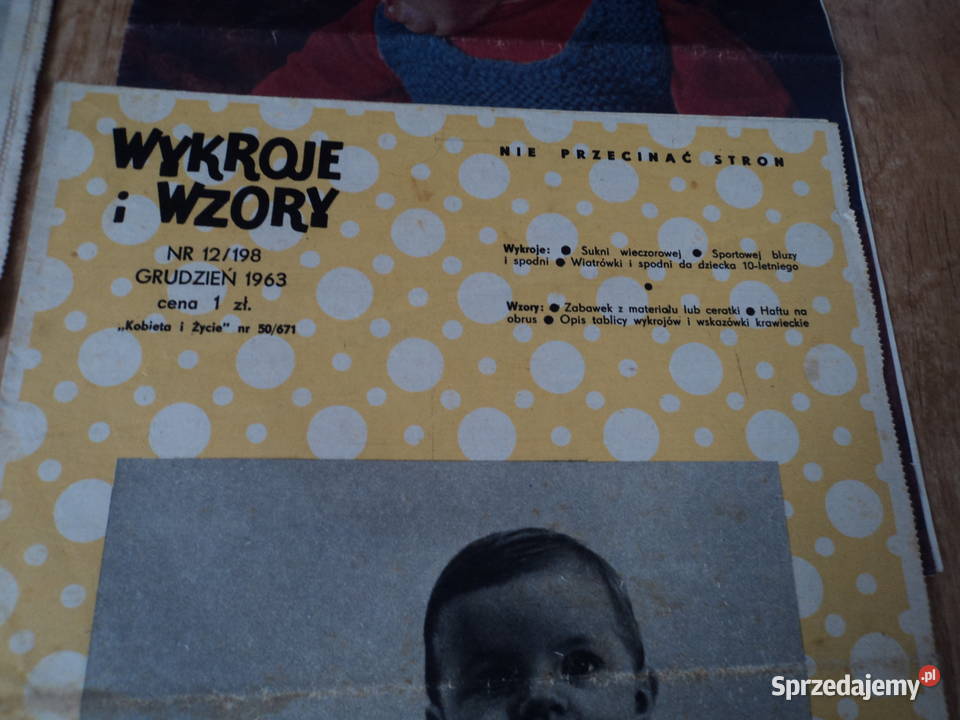 WYKROJE
i WZORY
NR 12/198
GRUDZIEŃ 1963
cena 1 zł.
„Kobieta i Życie" nr 50/671
NIE PRZECINAĆ STRON
Wykroje: ● Sukni wieczorowej ● Sportowej bluzy
i spodni ● Wiatrówki i spodni da dziecka 10-letniego
●
Wzory: ● Zabawek z materiału lub ceratki ● Haftu na
obrus ● Opis tablicy wykrojów i wskazówki krawieckie
Sprzedajemy.pl